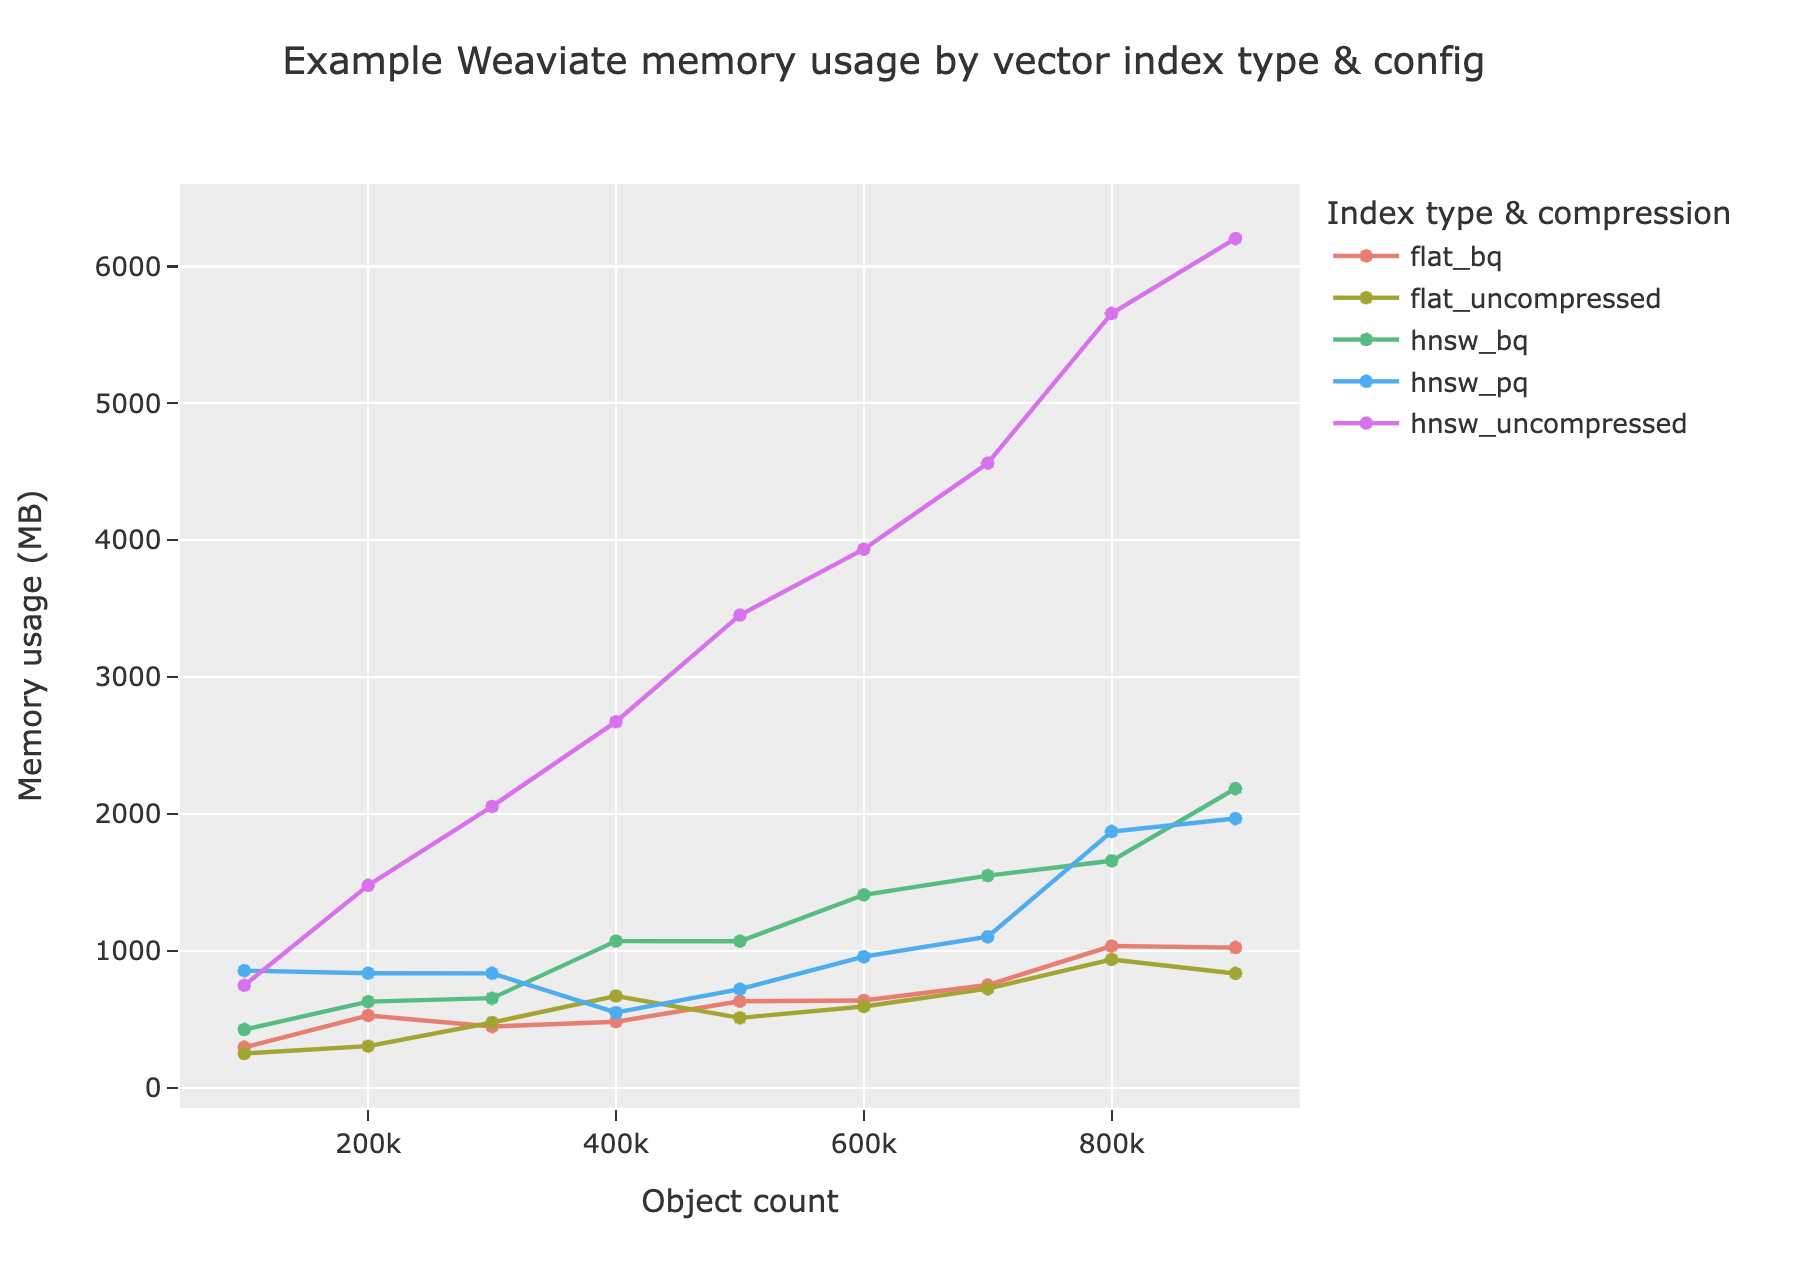 Example Weaviate memory usage by vector index type & config
Index type & compression
flat_bq
flat_uncompressed
hnsw_bq
hnsw_pq
hnsw_uncompressed
Memory usage (MB)
6000
5000
4000
3000
2000
1000
0
200k
400k
600k
800k
Object count